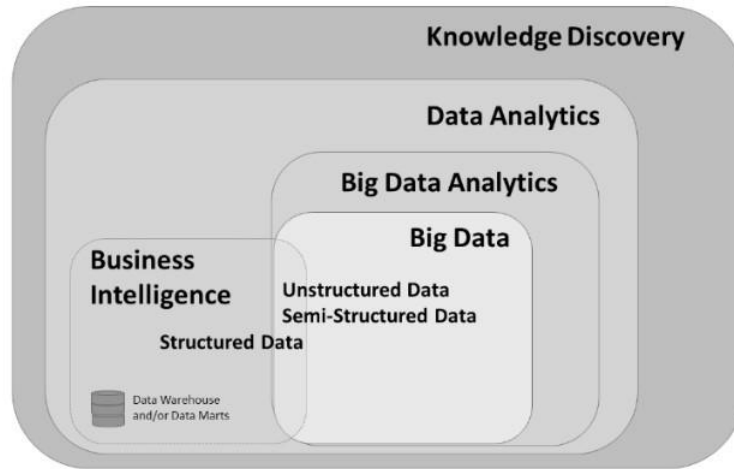 Knowledge Discovery
Data Analytics
Big Data Analytics
Big Data
Business
Intelligence
Unstructured Data
Semi-Structured Data
Structured Data
Data Warehouse
and/or Data Marts